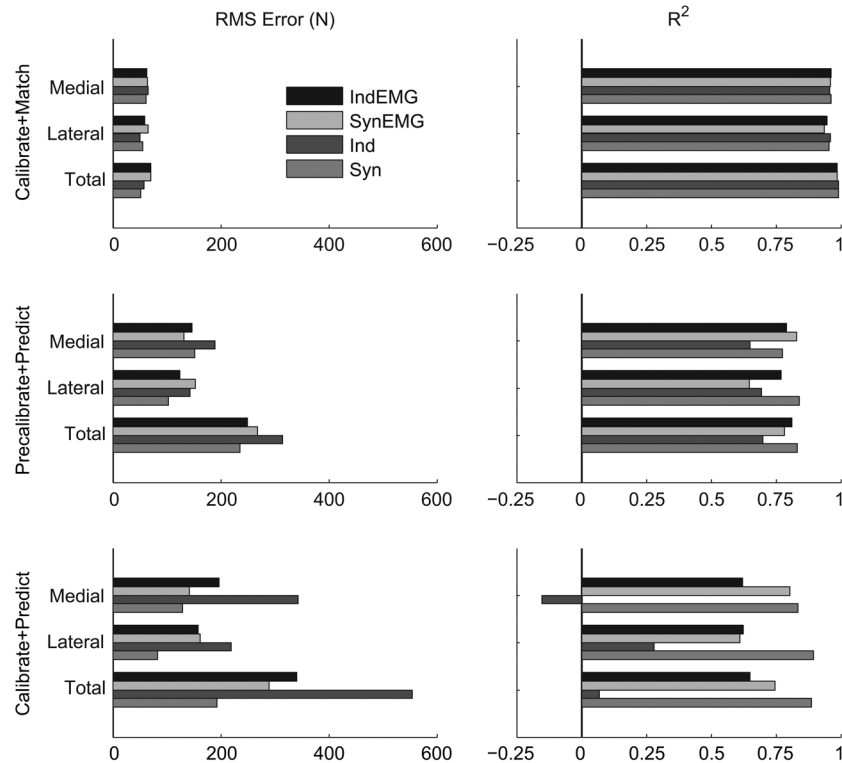 RMS Error (N)
R2
Calibrate+Match
Medial
Lateral
Total
IndEMG
SynEMG
Ind
Syn
0 200 400 600
−0.25 0 0.25 0.5 0.75 1
Precalibrate+Predict
Medial
Lateral
Total
0 200 400 600
−0.25 0 0.25 0.5 0.75 1
Calibrate+Predict
Medial
Lateral
Total
0 200 400 600
−0.25 0 0.25 0.5 0.75 1